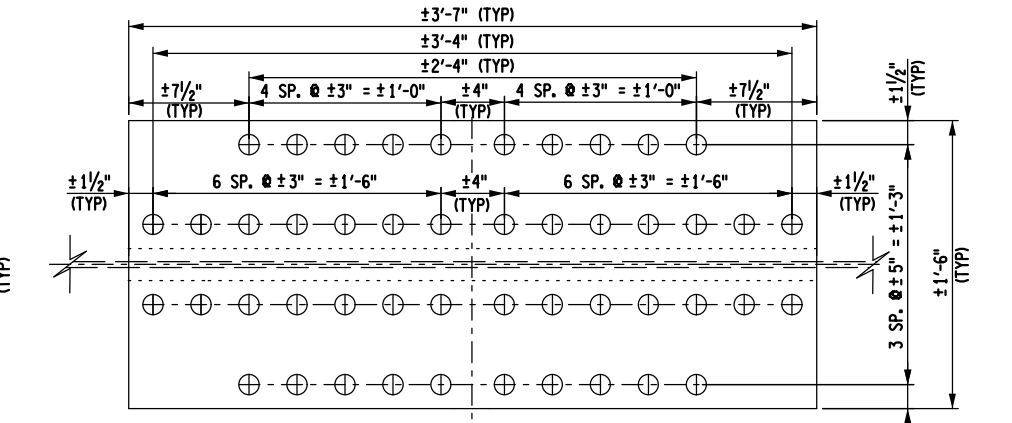 ±3'-7" (TYP)
±3'-4" (TYP)
±2'-4" (TYP)
±7½"
(TYP)
4 SP. @ ±3" = ±1'-0"
±4"
(TYP)
4 SP. @ ±3" = ±1'-0"
±7½"
(TYP)
±1½"
(TYP)
±1½"
(TYP)
6 SP. @ ±3" = ±1'-6"
±4"
(TYP)
6 SP. @ ±3" = ±1'-6"
±1½"
(TYP)
3 SP. @ ±5" = ±1'-3"
±1'-6"
(TYP)
(TYP)